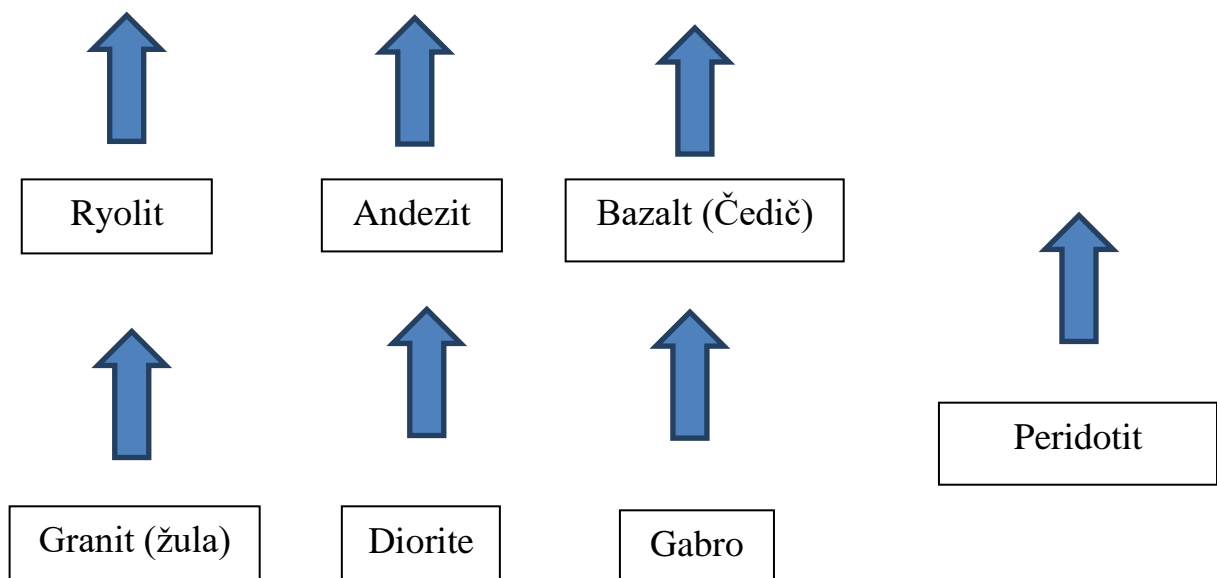 Ryolit
Andezit
Bazalt (Čedič)
Peridotit
Granit (žula)
Diorite
Gabro